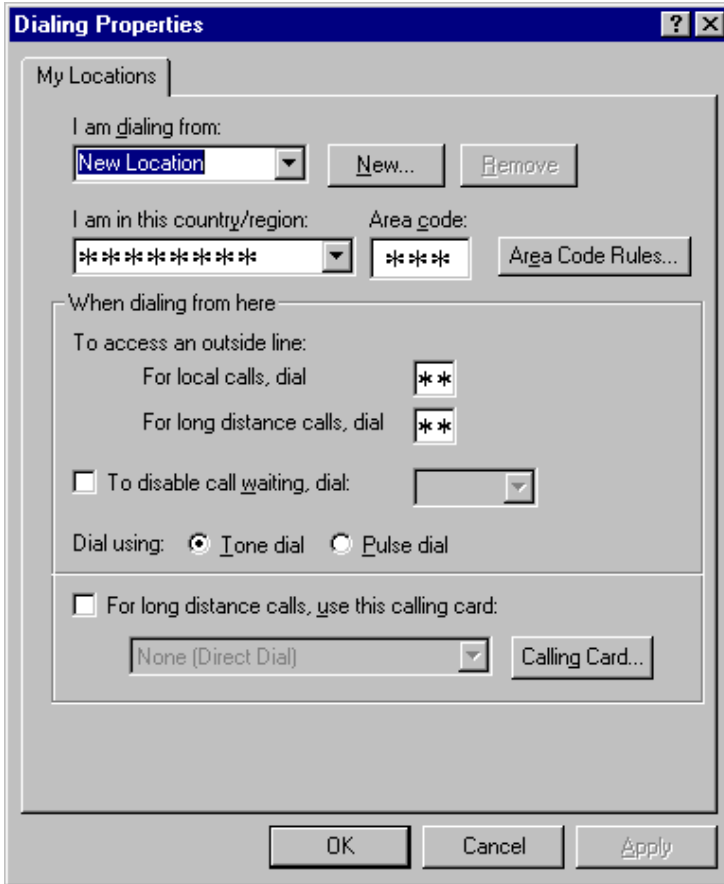 Dialing Properties
My Locations
I am dialing from:
New Location New... Remove
I am in this country/region: Area code:
******** *** Area Code Rules...
When dialing from here
To access an outside line:
For local calls, dial **
For long distance calls, dial **
To disable call waiting, dial:
Dial using: Tone dial Pulse dial
For long distance calls, use this calling card:
None (Direct Dial) Calling Card...
OK Cancel Apply